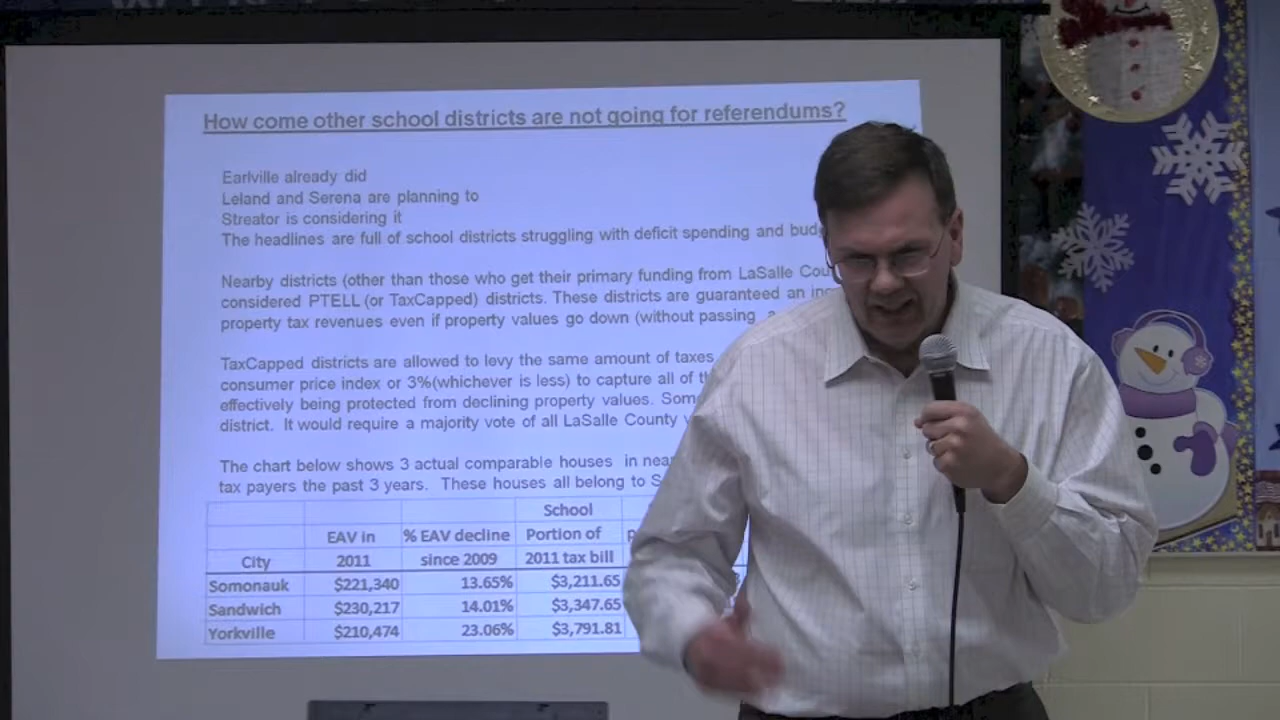 How come other school districts are not going for referendums?
Earlville already did
Leland and Serena are planning to
Streator is considering it
The headlines are full of school districts struggling with deficit spending and
Nearby districts (other than those who get their primary funding from LaSalle
considered PTELL (or TaxCapped) districts. These districts are guaranteed an
property tax revenues even if property values go down (without passing a
TaxCapped districts are allowed to levy the same amount of taxes
consumer price index or 3%(whichever is less) to capture all of
effectively being protected from declining property values.
district. It would require a majority vote of all LaSalle County
The chart below shows 3 actual comparable houses in
tax payers the past 3 years. These houses all belong to
School
EAV in % EAV decline Portion of
City 2011 since 2009 2011 tax bill
Somonauk $221,340 13.65% $3,211.65
Sandwich $230,217 14.01% $3,347.65
Yorkville $210,474 23.06% $3,791.81